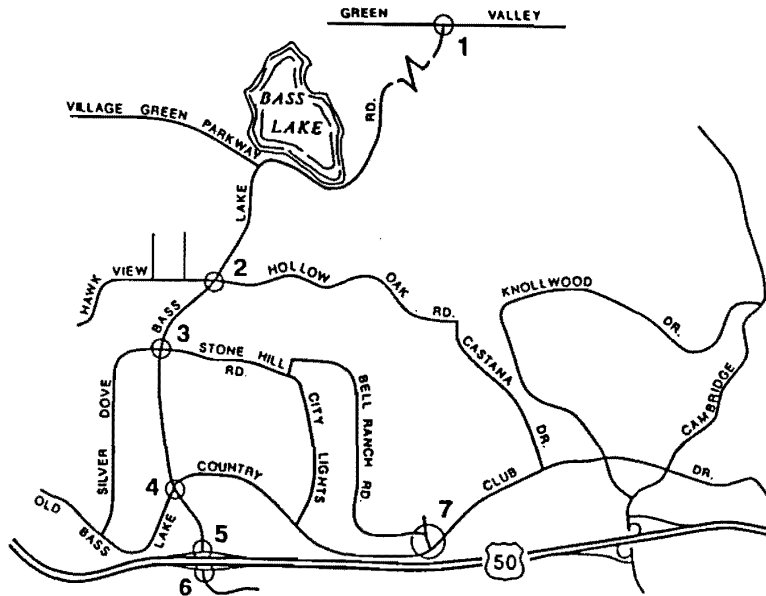 GREEN VALLEY
1
BASS
LAKE
RD.
VILLAGE GREEN PARKWAY
LAKE
HAWK VIEW
2
HOLLOW OAK RD.
KNOLLWOOD DR.
BASS
3
STONE HILL
RD.
CASTANA DR.
CAMBRIDGE
SILVER DOVE
CITY LIGHTS
BELL RANCH RD.
4
COUNTRY CLUB DR.
OLD BASS LAKE
5
7
50
6